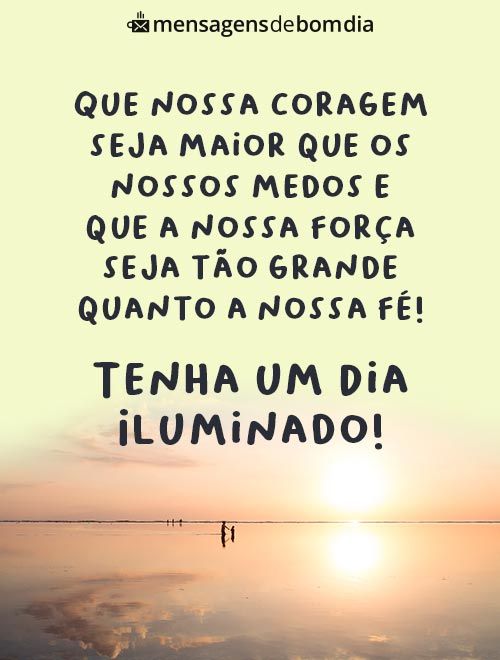 mensagensdebomdia
QUE NOSSA CORAGEM
SEJA MAIOR QUE OS
NOSSOS MEDOS E
QUE A NOSSA FORÇA
SEJA TÃO GRANDE
QUANTO A NOSSA FÉ!
TENHA UM DIA
ILUMINADO!